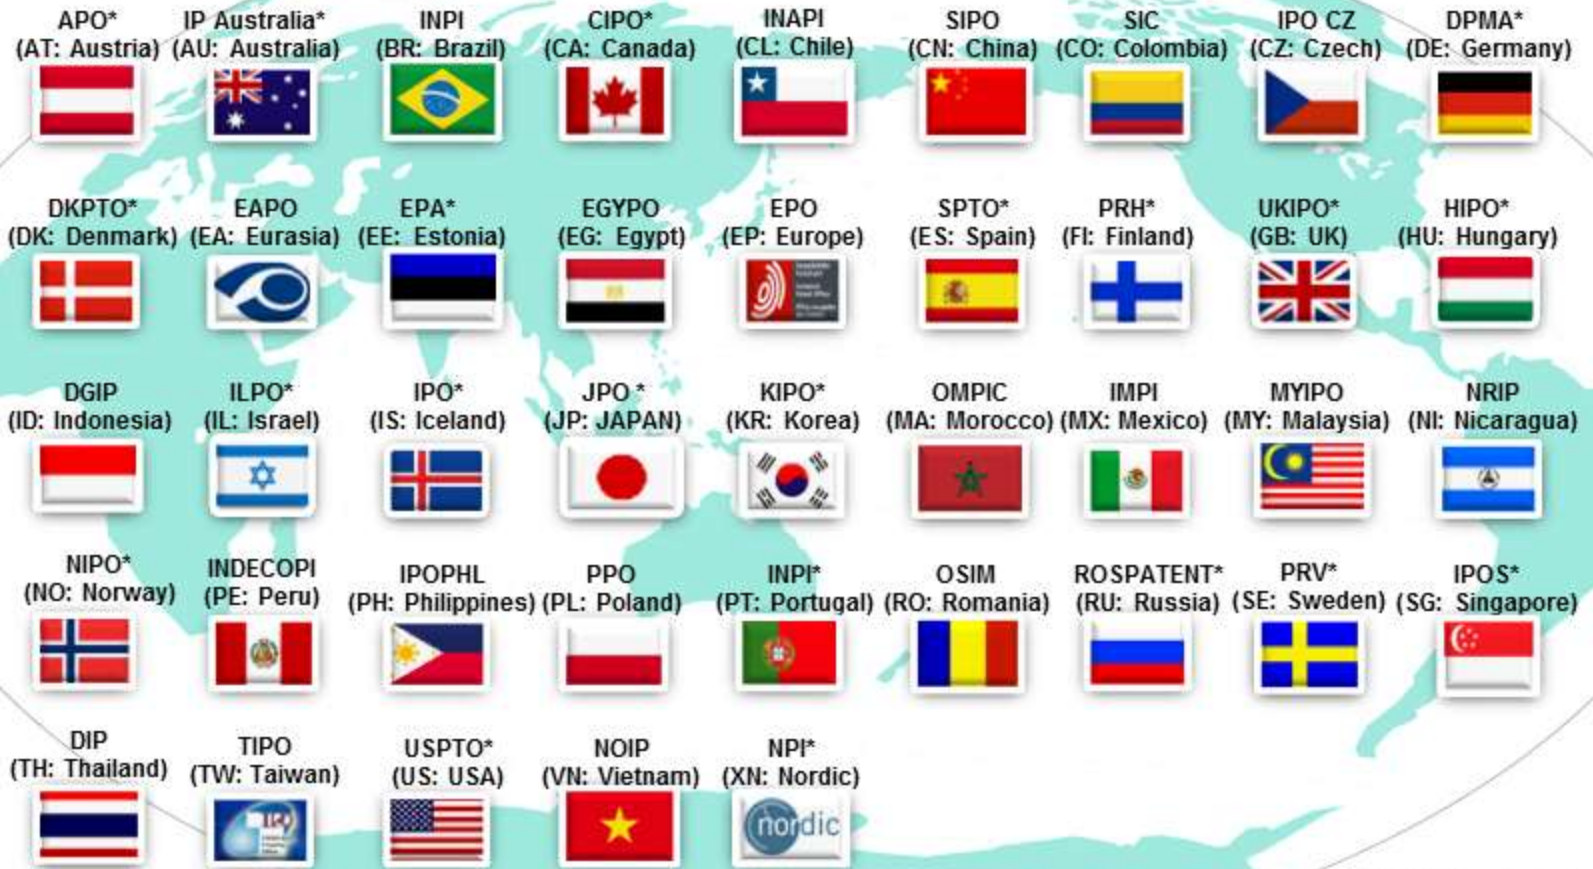 APO*
(AT: Austria)
IP Australia*
(AU: Australia)
INPI
(BR: Brazil)
CIPO*
(CA: Canada)
INAPI
(CL: Chile)
SIPO
(CN: China)
SIC
(CO: Colombia)
IPO CZ
(CZ: Czech)
DPMA*
(DE: Germany)
DKPTO*
(DK: Denmark)
EAPO
(EA: Eurasia)
EPA*
(EE: Estonia)
EGYPO
(EG: Egypt)
EPO
(EP: Europe)
SPTO*
(ES: Spain)
PRH*
(FI: Finland)
UKIPO*
(GB: UK)
HIPO*
(HU: Hungary)
DGIP
(ID: Indonesia)
ILPO*
(IL: Israel)
IPO*
(IS: Iceland)
JPO *
(JP: JAPAN)
KIPO*
(KR: Korea)
OMPIC
(MA: Morocco)
IMPI
(MX: Mexico)
MYIPO
(MY: Malaysia)
NRIP
(NI: Nicaragua)
NIPO*
(NO: Norway)
INDECOPI
(PE: Peru)
IPOPHL
(PH: Philippines)
PPO
(PL: Poland)
INPI*
(PT: Portugal)
OSIM
(RO: Romania)
ROSPATENT*
(RU: Russia)
PRV*
(SE: Sweden)
IPOS*
(SG: Singapore)
DIP
(TH: Thailand)
TIPO
(TW: Taiwan)
USPTO*
(US: USA)
NOIP
(VN: Vietnam)
NPI*
(XN: Nordic)
nordic